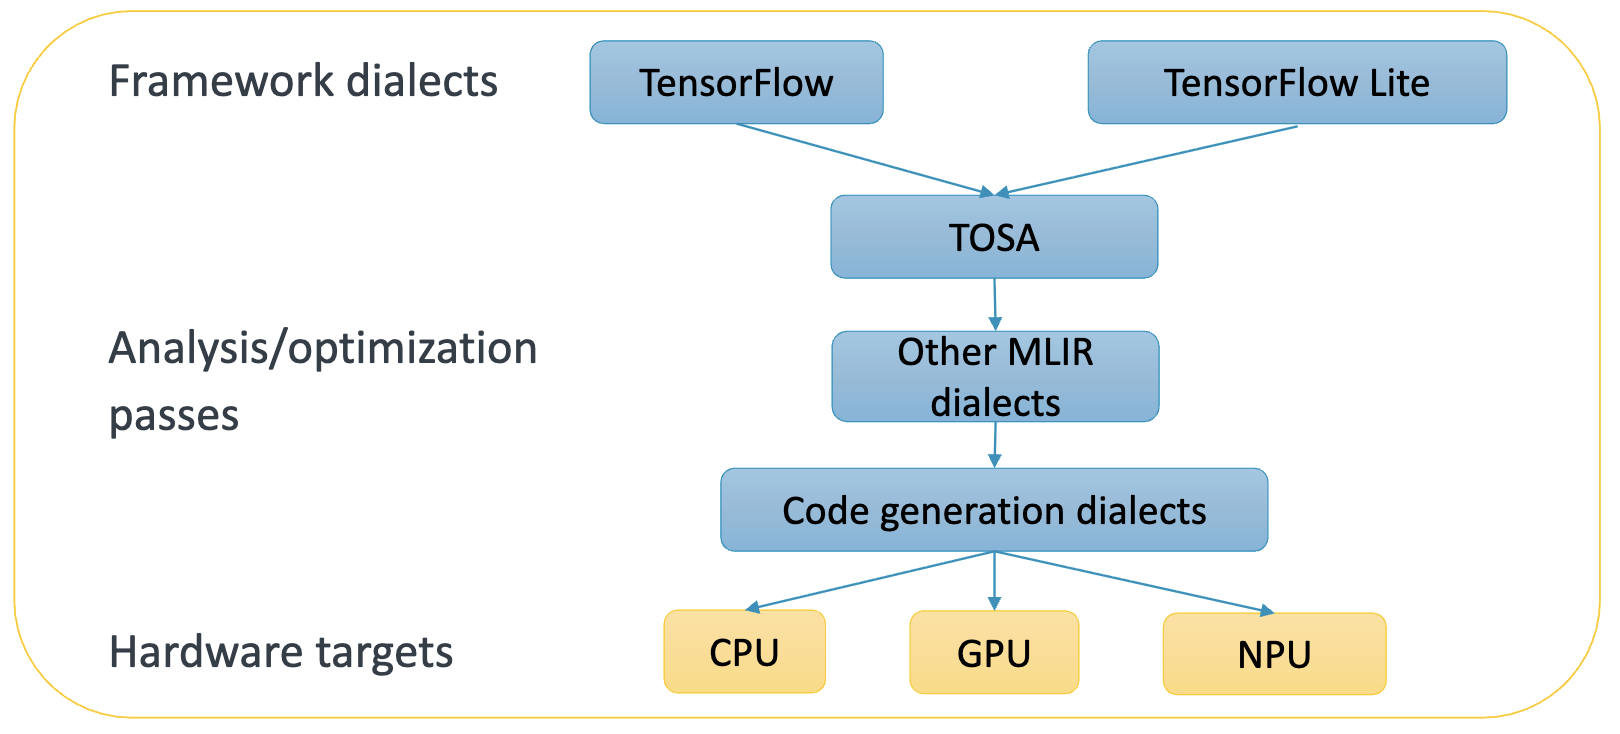 Framework dialects
TensorFlow
TensorFlow Lite
TOSA
Analysis/optimization
passes
Other MLIR
dialects
Code generation dialects
Hardware targets
CPU
GPU
NPU